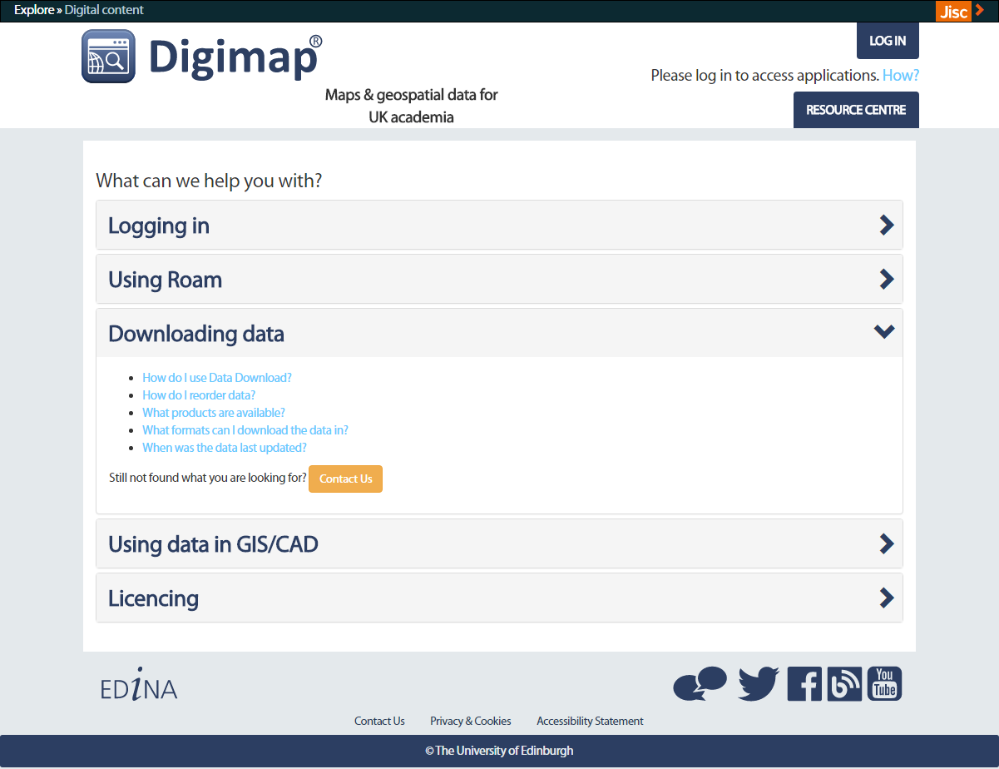 Explore » Digital content
Jisc
Digimap®
Maps & geospatial data for
UK academia
LOG IN
Please log in to access applications. How?
RESOURCE CENTRE
What can we help you with?
Logging in
Using Roam
Downloading data
How do I use Data Download?
How do I reorder data?
What products are available?
What formats can I download the data in?
When was the data last updated?
Still not found what you are looking for? Contact Us
Using data in GIS/CAD
Licencing
EDINA
You
Tube
Contact Us Privacy & Cookies Accessibility Statement
© The University of Edinburgh